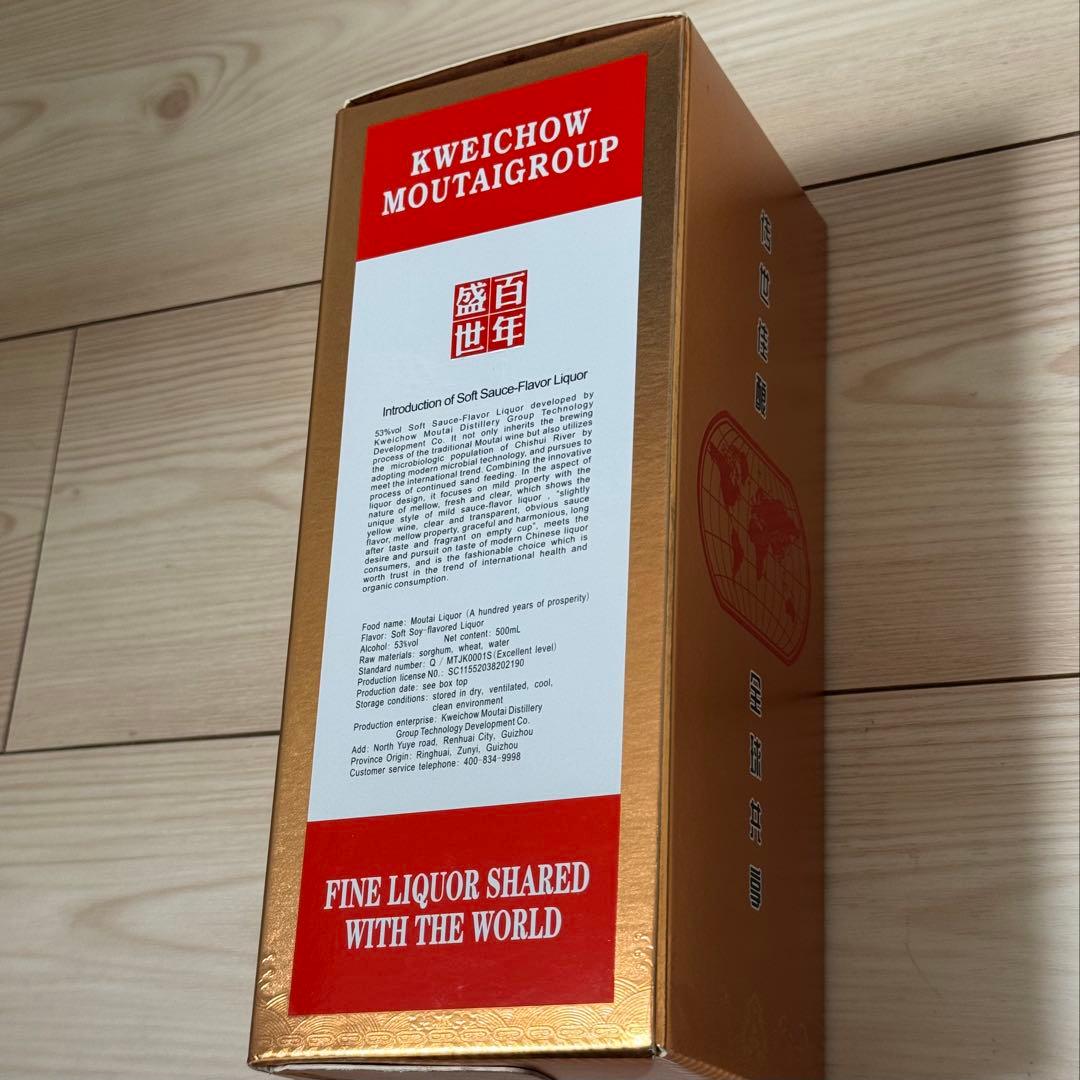 KWEICHOW
MOUTAIGROUP
百年
盛世
Introduction of Soft Sauce-Flavor Liquor
53%vol Soft Sauce-Flavor Liquor developed by
Kweichow Moutai Distillery Group Technology
Development Co. It not only inherits the brewing
process of the traditional Moutai wine but also utilizes
the microbiologic population of Chishui River by
adopting modern microbial technology, and pursues to
meet the international trend. Combining the innovative
process of continued sand feeding. In the aspect of
liquor design, it focuses on mild property with the
nature of mellow, fresh and clear, which shows the
unique style of mild sauce-flavor liquor , "slightly
yellow wine, clear and transparent, obvious sauce
flavor, mellow property, graceful and harmonious, long
after taste and fragrant on empty cup", meets the
desire and pursuit on taste of modern Chinese liquor
consumers, and is the fashionable choice which is
worth trust in the trend of international health and
organic consumption.
Food name: Moutai Liquor (A hundred years of prosperity)
Flavor: Soft Soy-flavored Liquor
Alcohol: 53%vol Net content: 500mL
Raw materials: sorghum, wheat, water
Standard number: Q / MTJK0001S (Excellent level)
Production license N0.: SC11552038202190
Production date: see box top
Storage conditions: stored in dry, ventilated, cool,
clean environment
Production enterprise: Kweichow Moutai Distillery
Group Technology Development Co.
Add: North Yuye road, Renhuai City, Guizhou
Province Origin: Ringhuai, Zunyi, Guizhou
Customer service telephone: 400-834-9998
FINE LIQUOR SHARED
WITH THE WORLD